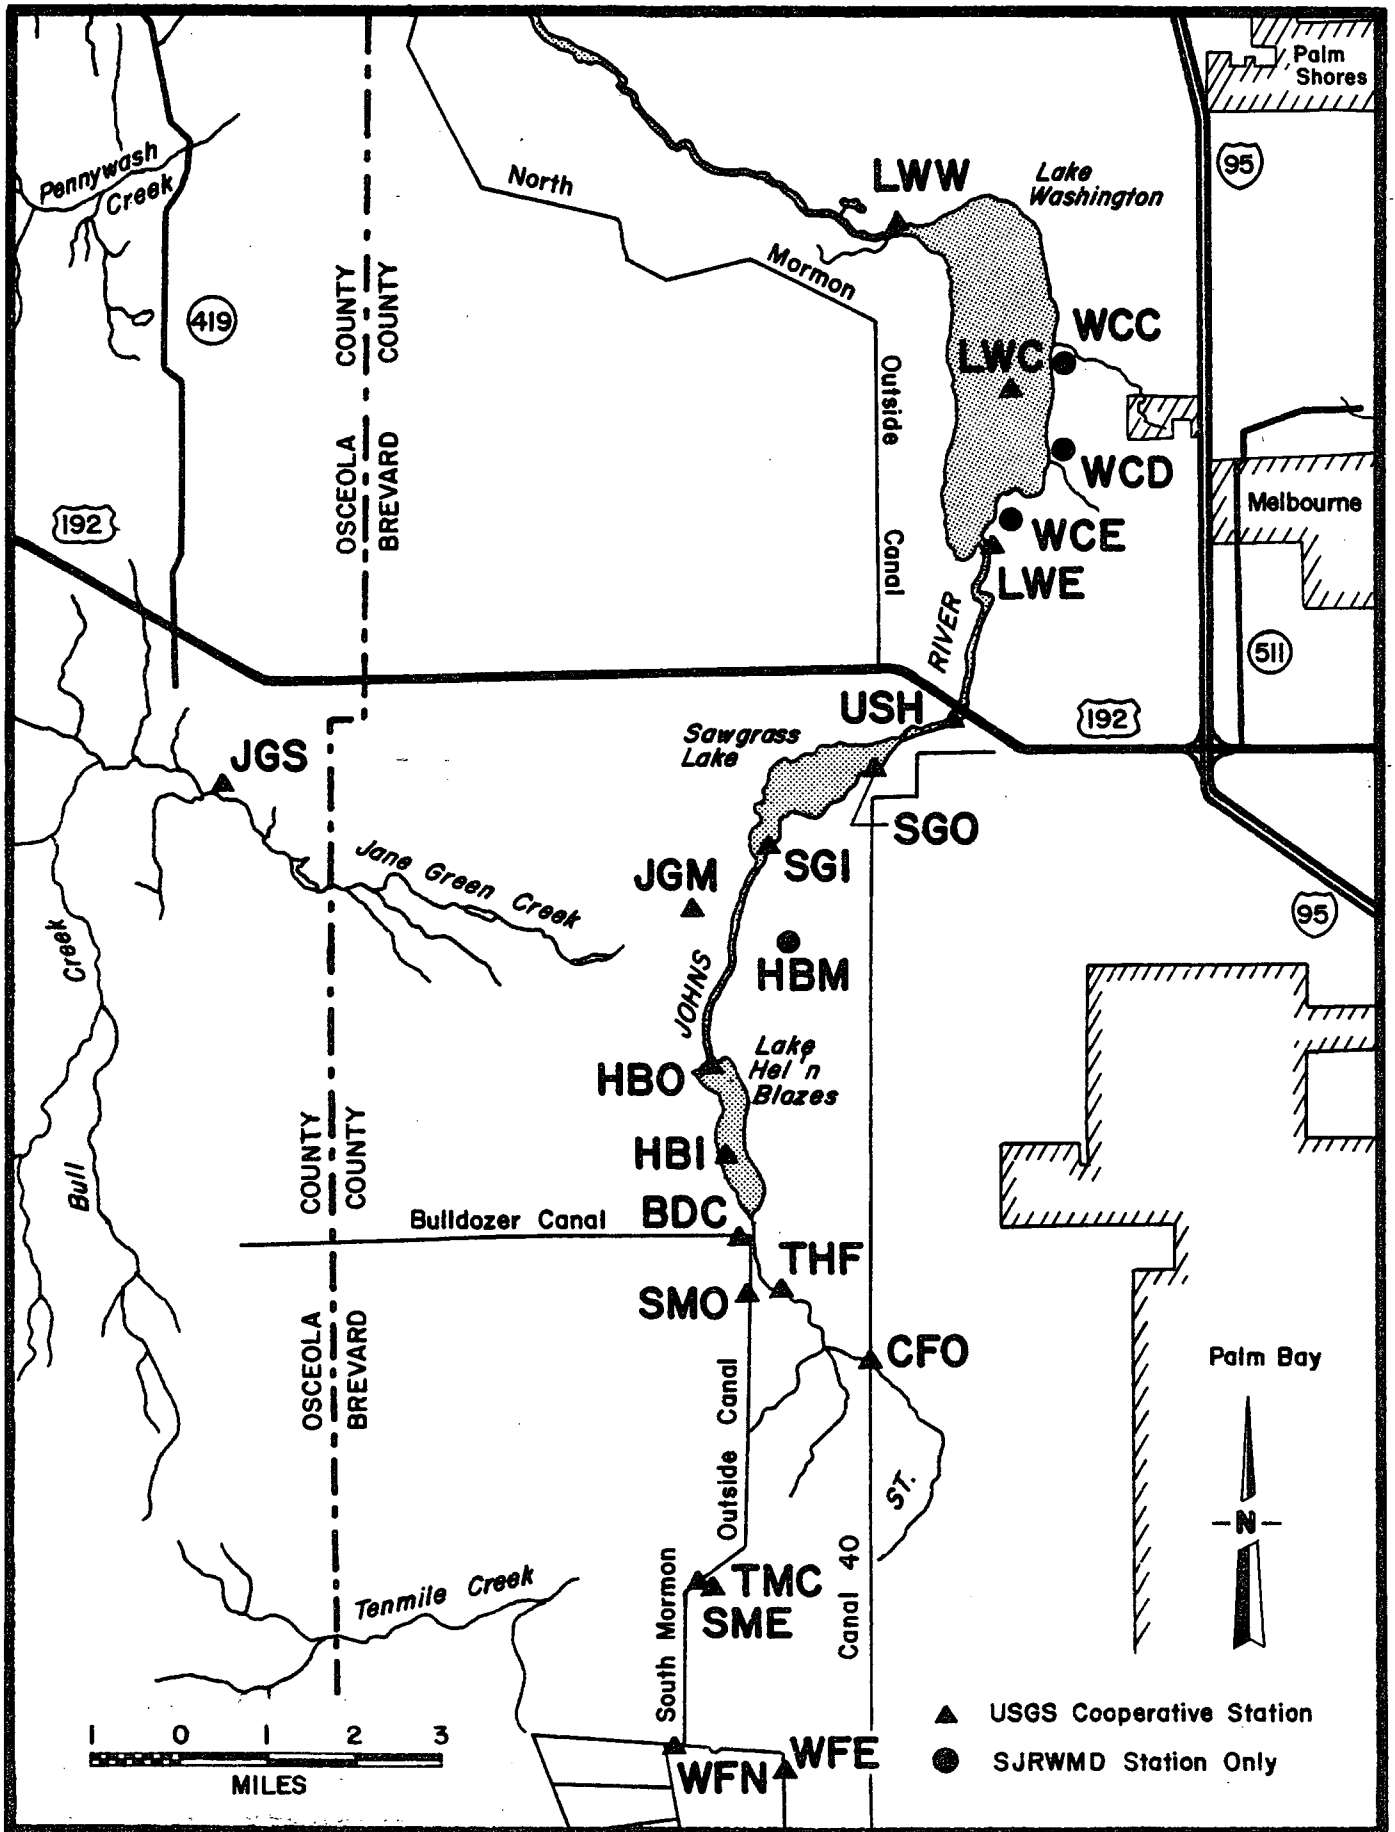 Palm
Shores
95
Pennywash
Creek
North
LWW
Lake
Washington
Mormon
COUNTY
COUNTY
419
WCC
LWC
Outside
OSCEOLA
BREVARD
WCD
192
Melbourne
WCE
Canal
LWE
RIVER
511
USH
192
Sawgrass
Lake
JGS
SGO
SGI
Jane Green Creek
JGM
95
Creek
HBM
JOHNS
Lake
Hel'n
Blazes
HBO
COUNTY
COUNTY
HBI
Bull
BDC
Bulldozer Canal
THF
SMO
OSCEOLA
BREVARD
CFO
Palm Bay
Outside Canal
ST.
N
Canal 40
TMC
Tenmile Creek
SME
South Mormon
USGS Cooperative Station
1 0 1 2 3
MILES
WFN
WFE
SJRWMD Station Only